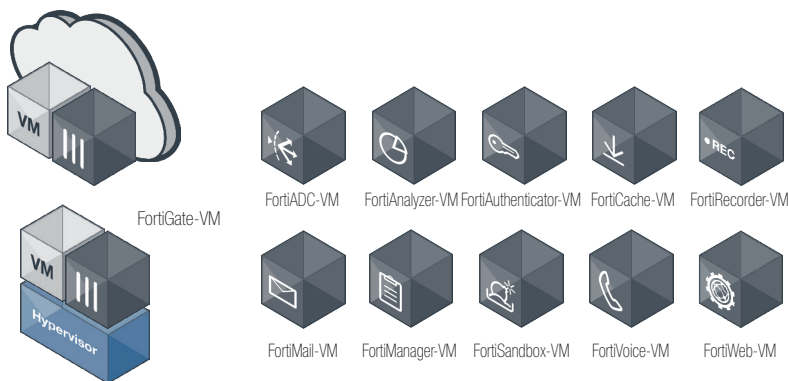 VM
FortiGate-VM
VM
Hypervisor
REC
FortiADC-VM FortiAnalyzer-VM FortiAuthenticator-VM FortiCache-VM FortiRecorder-VM
FortiMail-VM FortiManager-VM FortiSandbox-VM FortiVoice-VM FortiWeb-VM